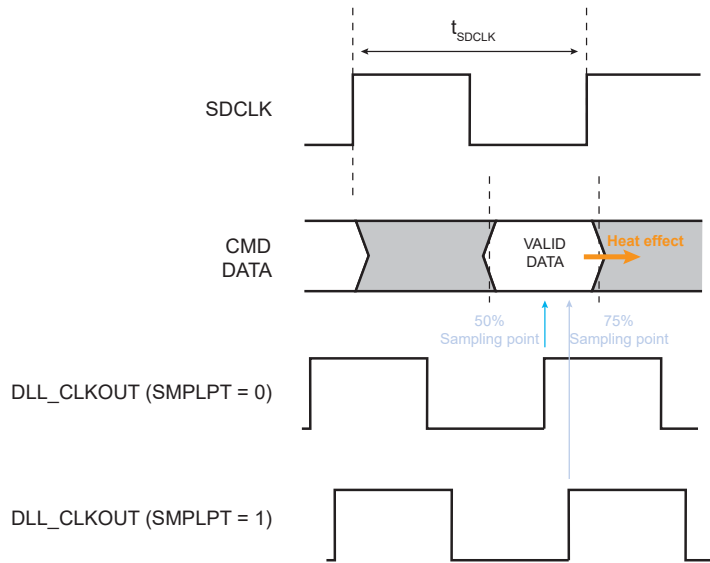 tSDCLK
SDCLK
CMD
DATA
VALID
DATA
Heat effect
50%
Sampling point
75%
Sampling point
DLL_CLKOUT (SMPLPT = 0)
DLL_CLKOUT (SMPLPT = 1)